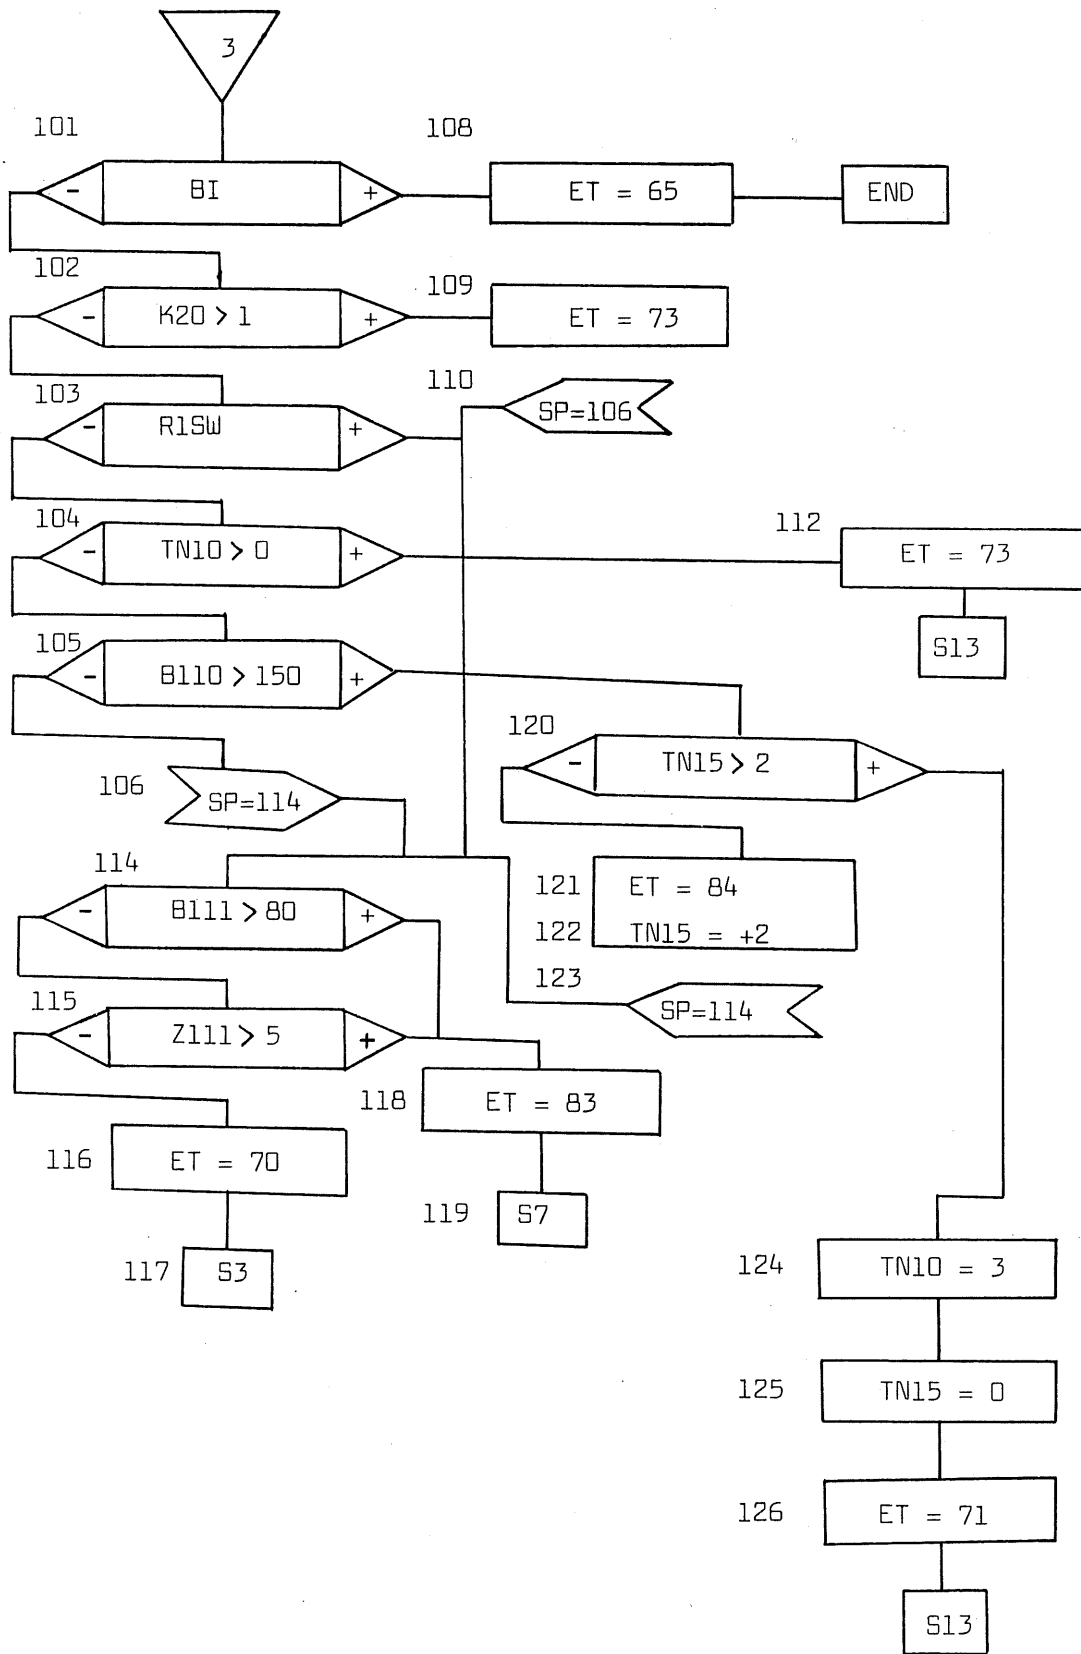 3
101
108
- BI +
ET = 65
END
102
109
- K20 > 1 +
ET = 73
103
110
- R1SW +
SP=106
104
112
- TN10 > 0 +
ET = 73
S13
105
- B110 > 150 +
120
- TN15 > 2 +
106
SP=114
114
121
ET = 84
- B111 > 80 +
122
TN15 = +2
123
115
SP=114
- Z111 > 5 +
118
ET = 83
116
ET = 70
119
S7
117
S3
124
TN10 = 3
125
TN15 = 0
126
ET = 71
S13